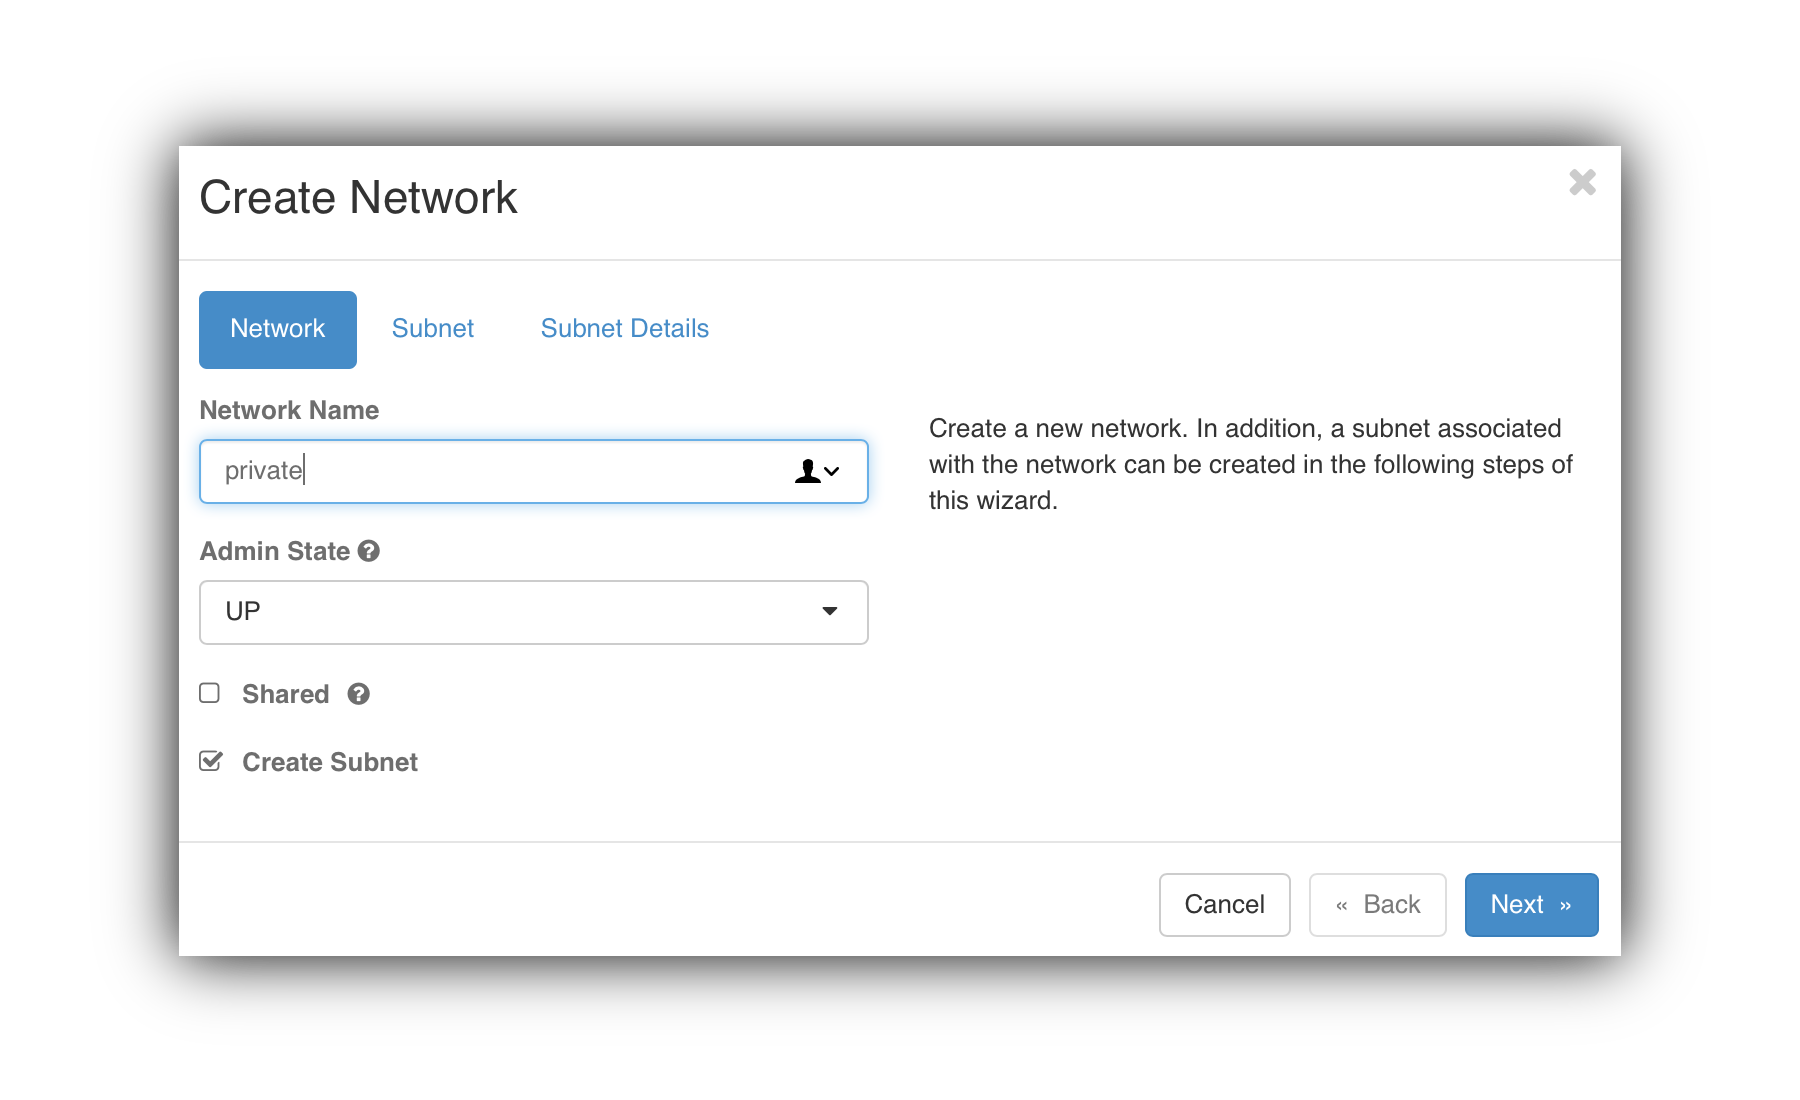 Create Network
Network
Subnet
Subnet Details
Network Name
private
Create a new network. In addition, a subnet associated
with the network can be created in the following steps of
this wizard.
Admin State
UP
Shared
Create Subnet
Cancel
« Back
Next »